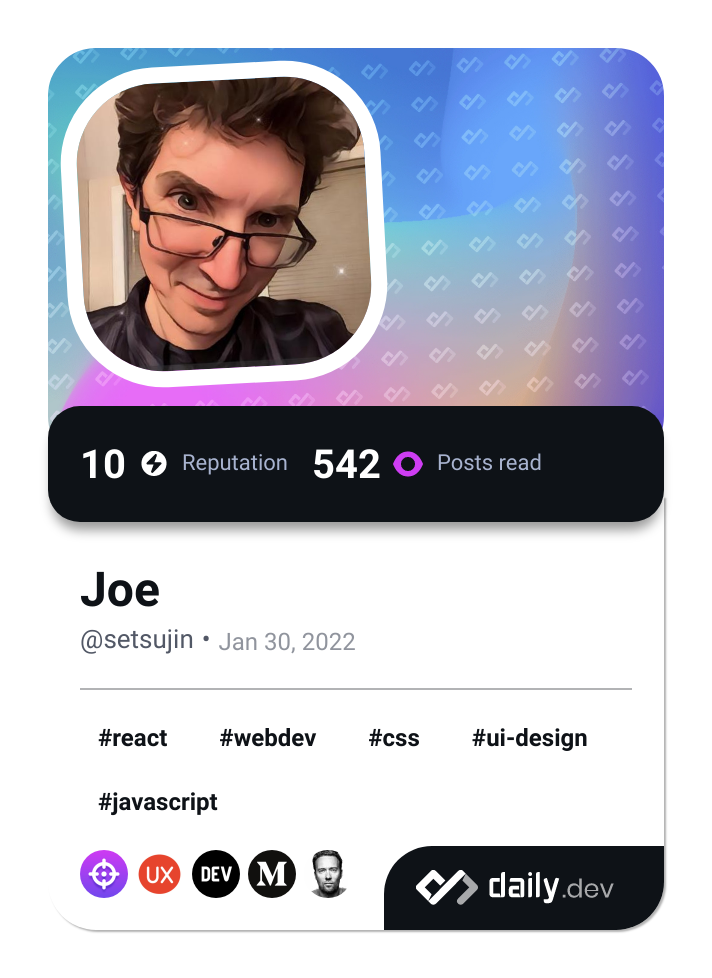 10 Reputation 542 Posts read
Joe
@setsujin • Jan 30, 2022
#react #webdev #css #ui-design
#javascript
UX DEV M
daily.dev